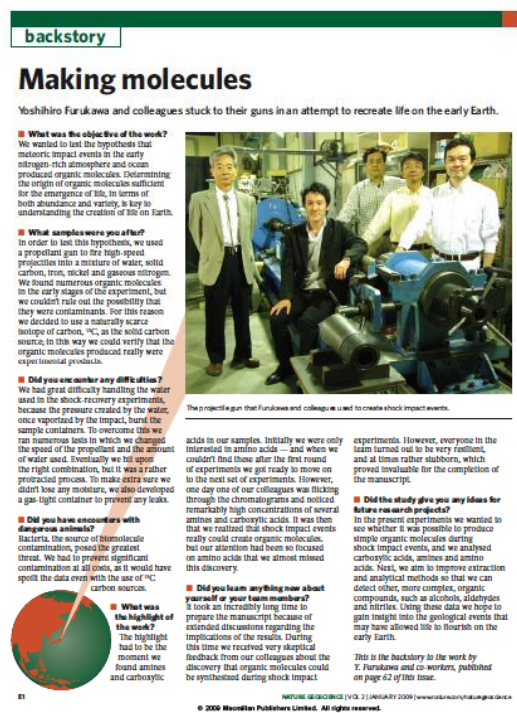 backstory
Making molecules
Yoshihiro Furukawa and colleagues stuck to their guns in an attempt to recreate life on the early Earth.
■ What was the objective of the work?
We wanted to test the hypothesis that
meteoric impact events in the early
nitrogen-rich atmosphere and ocean
produced organic molecules. Determining
the origin of organic molecules sufficient
for the emergence of life, in terms of
both abundance and variety, is key to
understanding the creation of life on Earth.
■ What samples were you after?
In order to test this hypothesis, we used
a propellant gun to fire high-speed
projectiles into a mixture of water, solid
carbon, iron, nickel and gaseous nitrogen.
We found numerous organic molecules
in the early stages of the experiment, but
we couldn't rule out the possibility that
they were contaminants. For this reason
we decided to use a naturally scarce
isotope of carbon, ¹³C, as the solid carbon
source; in this way we could verify that the
organic molecules produced really were
experimental products.
■ Did you encounter any difficulties?
We had great difficulty handling the water
used in the shock-recovery experiments,
because the pressure created by the water,
once vaporized by the impact, burst the
sample containers. To overcome this we
ran numerous tests in which we changed
the speed of the propellant and the amount
of water used. Eventually we hit upon
the right combination, but it was a rather
protracted process. To make extra sure we
didn't lose any moisture, we also developed
a gas-tight container to prevent any leaks.
■ Did you have encounters with
dangerous animals?
Bacteria, the source of biomolecule
contamination, posed the greatest
threat. We had to prevent significant
contamination at all costs, as it would have
spoilt the data even with the use of ¹³C
carbon sources.
■ What was
the highlight of
the work?
The highlight
had to be the
moment we
found amines
and carboxylic
The projectile gun that Furukawa and colleagues used to create shock impact events.
acids in our samples. Initially we were only
interested in amino acids — and when we
couldn't find these after the first round
of experiments we got ready to move on
to the next set of experiments. However,
one day one of our colleagues was flicking
through the chromatograms and noticed
remarkably high concentrations of several
amines and carboxylic acids. It was then
that we realized that shock impact events
really could create organic molecules,
but our attention had been so focused
on amino acids that we almost missed
this discovery.
■ Did you learn anything new about
yourself or your team members?
It took an incredibly long time to
prepare the manuscript because of
extended discussions regarding the
implications of the results. During
this time we received very skeptical
feedback from our colleagues about the
discovery that organic molecules could
be synthesized during shock impact
experiments. However, everyone in the
team turned out to be very resilient,
and at times rather stubborn, which
proved invaluable for the completion of
the manuscript.
■ Did the study give you any ideas for
future research projects?
In the present experiments we wanted to
see whether it was possible to produce
simple organic molecules during
shock impact events, and we analysed
carboxylic acids, amines and amino
acids. Next, we aim to improve extraction
and analytical methods so that we can
detect other, more complex, organic
compounds, such as alcohols, aldehydes
and nitriles. Using these data we hope to
gain insight into the geological events that
may have allowed life to flourish on the
early Earth.
This is the backstory to the work by
Y. Furukawa and co-workers, published
on page 62 of this issue.
NATURE GEOSCIENCE | VOL 2 | JANUARY 2009 | www.nature.com/naturegeoscience
© 2009 Macmillan Publishers Limited. All rights reserved.